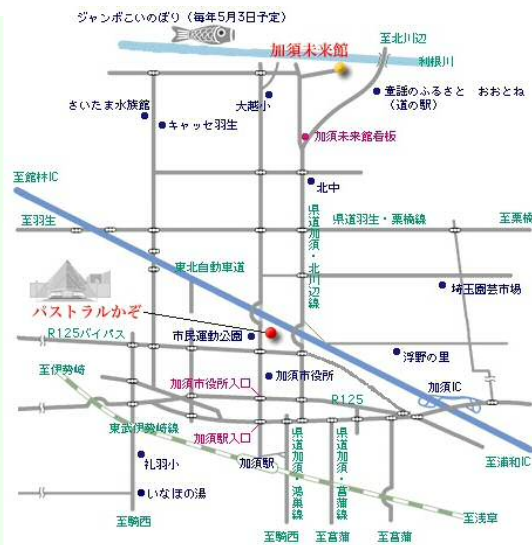 ジャンボこいのぼり（毎年5月3日予定）
至北川辺
加須未来館
利根川
さいたま水族館
キャッセ羽生
大越小
童謡のふるさと おおとね
（道の駅）
加須未来館看板
至館林IC
北中
至羽生
県道羽生・栗橋線
至栗橋
県道加須・北川辺線
東北自動車道
埼玉園芸市場
パストラルかぞ
R125バイパス
市民運動公園
浮野の里
至伊勢崎
加須市役所入口
加須市役所
加須IC
R125
東武伊勢崎線
加須駅入口
県道加須・鴻巣線
県道加須・菖蒲線
至浦和IC
礼羽小
加須駅
いなほの湯
至浅草
至騎西
至騎西
至菖蒲
至菖蒲